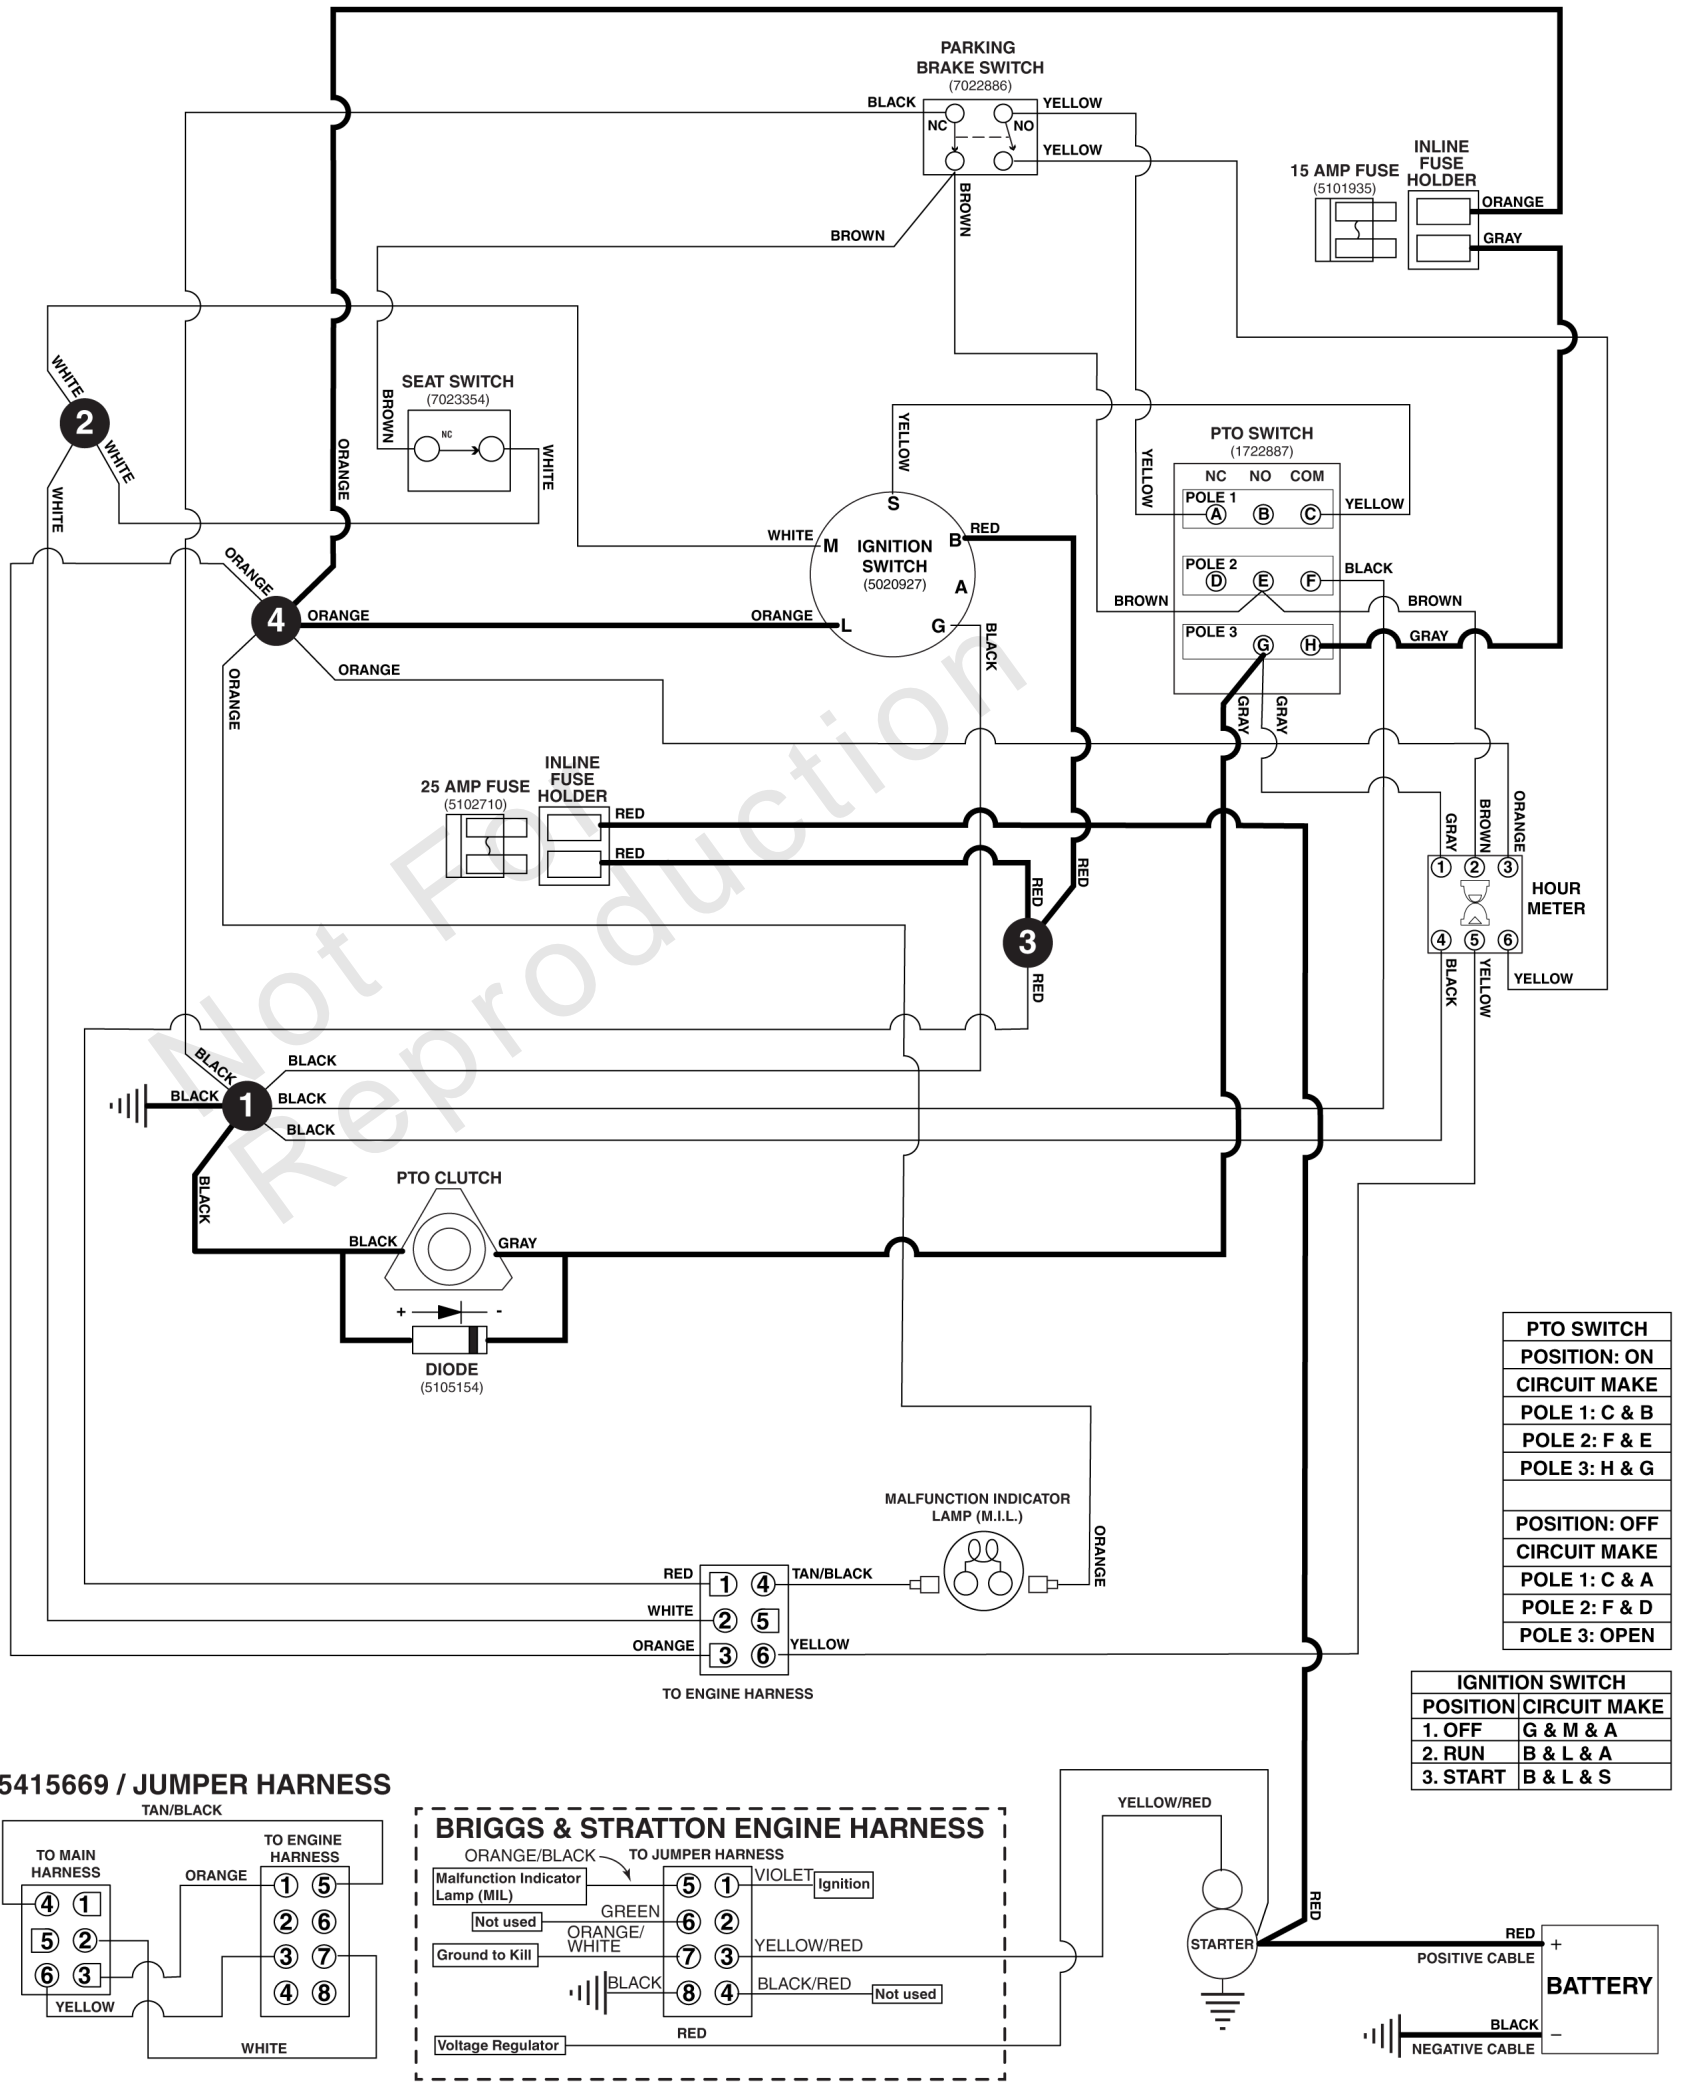 PARKING
BRAKE SWITCH
(7022886)
BLACK
YELLOW
NC
NO
YELLOW
BROWN
BROWN
15 AMP FUSE
(5101935)
INLINE
FUSE
HOLDER
ORANGE
GRAY
WHITE
2
WHITE
WHITE
SEAT SWITCH
(7023354)
BROWN
NC
WHITE
ORANGE
YELLOW
S
WHITE
M
B
RED
IGNITION
SWITCH
(5020927)
A
L
G
BLACK
PTO SWITCH
(1722887)
NC NO COM
YELLOW
POLE 1
A B C
YELLOW
POLE 2
D E F
BLACK
BROWN
BROWN
POLE 3
G H
GRAY
GRAY
GRAY
ORANGE
4
ORANGE
ORANGE
ORANGE
ORANGE
25 AMP FUSE
(5102710)
INLINE
FUSE
HOLDER
RED
RED
RED
RED
3
RED
GRAY
BROWN
ORANGE
1 2 3
HOUR
METER
4 5 6
BLACK
YELLOW
YELLOW
Not For
Reproduction
BLACK
BLACK
BLACK
1
BLACK
BLACK
BLACK
PTO CLUTCH
BLACK
GRAY
+ -
DIODE
(5105154)
PTO SWITCH
POSITION: ON
CIRCUIT MAKE
POLE 1: C & B
POLE 2: F & E
POLE 3: H & G
POSITION: OFF
CIRCUIT MAKE
POLE 1: C & A
POLE 2: F & D
POLE 3: OPEN
MALFUNCTION INDICATOR
LAMP (M.I.L.)
ORANGE
RED
1 4
TAN/BLACK
WHITE
2 5
ORANGE
3 6
YELLOW
TO ENGINE HARNESS
IGNITION SWITCH
POSITION CIRCUIT MAKE
1. OFF G & M & A
2. RUN B & L & A
3. START B & L & S
5415669 / JUMPER HARNESS
TAN/BLACK
TO MAIN
HARNESS
ORANGE
TO ENGINE
HARNESS
4 1
5 2
6 3
1 5
2 6
3 7
4 8
YELLOW
WHITE
BRIGGS & STRATTON ENGINE HARNESS
ORANGE/BLACK
TO JUMPER HARNESS
Malfunction Indicator
Lamp (MIL)
5 1
VIOLET
Ignition
GREEN
Not used
6 2
ORANGE/
WHITE
Ground to Kill
7 3
YELLOW/RED
BLACK
8 4
BLACK/RED
Not used
RED
Voltage Regulator
YELLOW/RED
STARTER
RED
RED
+
POSITIVE CABLE
BATTERY
BLACK
–
NEGATIVE CABLE